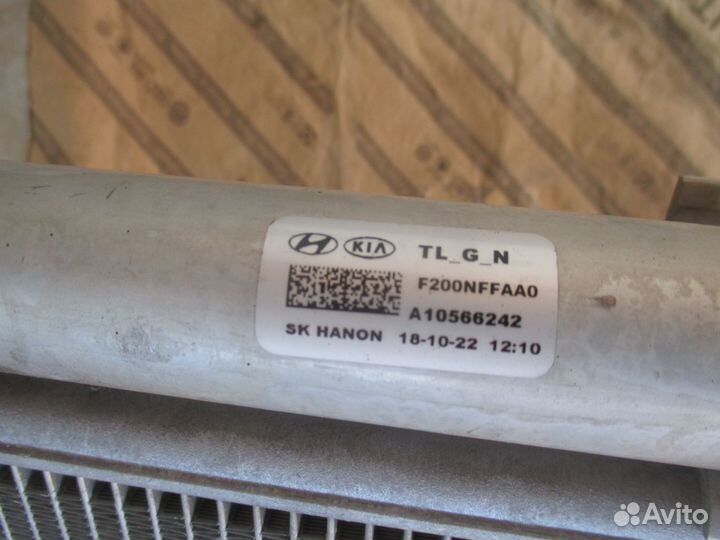 KIA TL_G_N
F200NFFAA0
A10566242
SK HANON 18-10-22 12:10
Avito